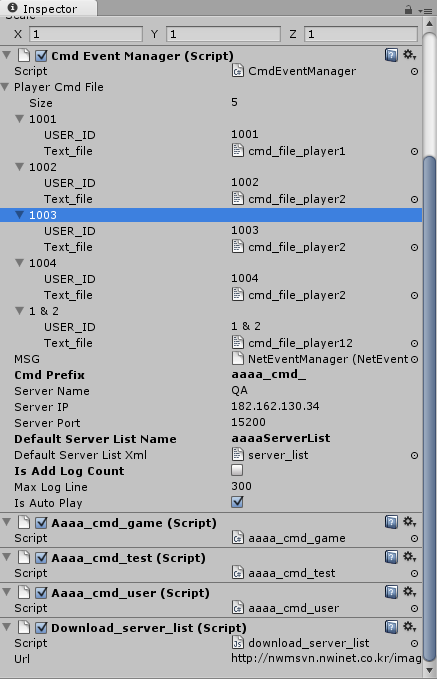 Inspector
Scale
X 1 Y 1 Z 1
Cmd Event Manager (Script)
Script CmdEventManager
Player Cmd File
Size 5
1001
USER_ID 1001
Text_file cmd_file_player1
1002
USER_ID 1002
Text_file cmd_file_player2
1003
USER_ID 1003
Text_file cmd_file_player2
1004
USER_ID 1004
Text_file cmd_file_player2
1 & 2
USER_ID 1 & 2
Text_file cmd_file_player12
MSG NetEventManager (NetEvent
Cmd Prefix aaaa_cmd_
Server Name QA
Server IP 182.162.130.34
Server Port 15200
Default Server List Name aaaaServerList
Default Server List Xml server_list
Is Add Log Count
Max Log Line 300
Is Auto Play
Aaaa_cmd_game (Script)
Script aaaa_cmd_game
Aaaa_cmd_test (Script)
Script aaaa_cmd_test
Aaaa_cmd_user (Script)
Script aaaa_cmd_user
Download_server_list (Script)
Script download_server_list
Url http://nwmsvn.nwinet.co.kr/imag